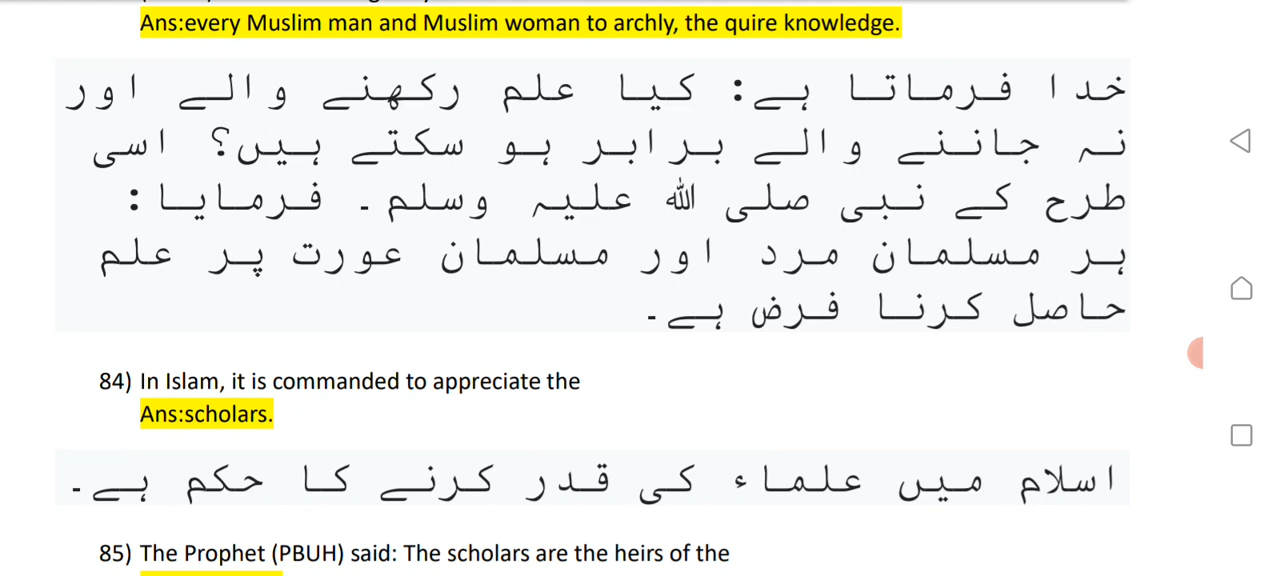 Ans:every Muslim man and Muslim woman to archly, the quire knowledge.
خدا فرماتا ہے: کیا علم رکھنے والے اور
نہ جاننے والے برابر ہو سکتے ہیں؟ اسی
طرح کے نبی صلی اللہ علیہ وسلم۔ فرمایا:
ہر مسلمان مرد اور مسلمان عورت پر علم
حاصل کرنا فرض ہے۔
84) In Islam, it is commanded to appreciate the
Ans:scholars.
اسلام میں علماء کی قدر کرنے کا حکم ہے۔
85) The Prophet (PBUH) said: The scholars are the heirs of the